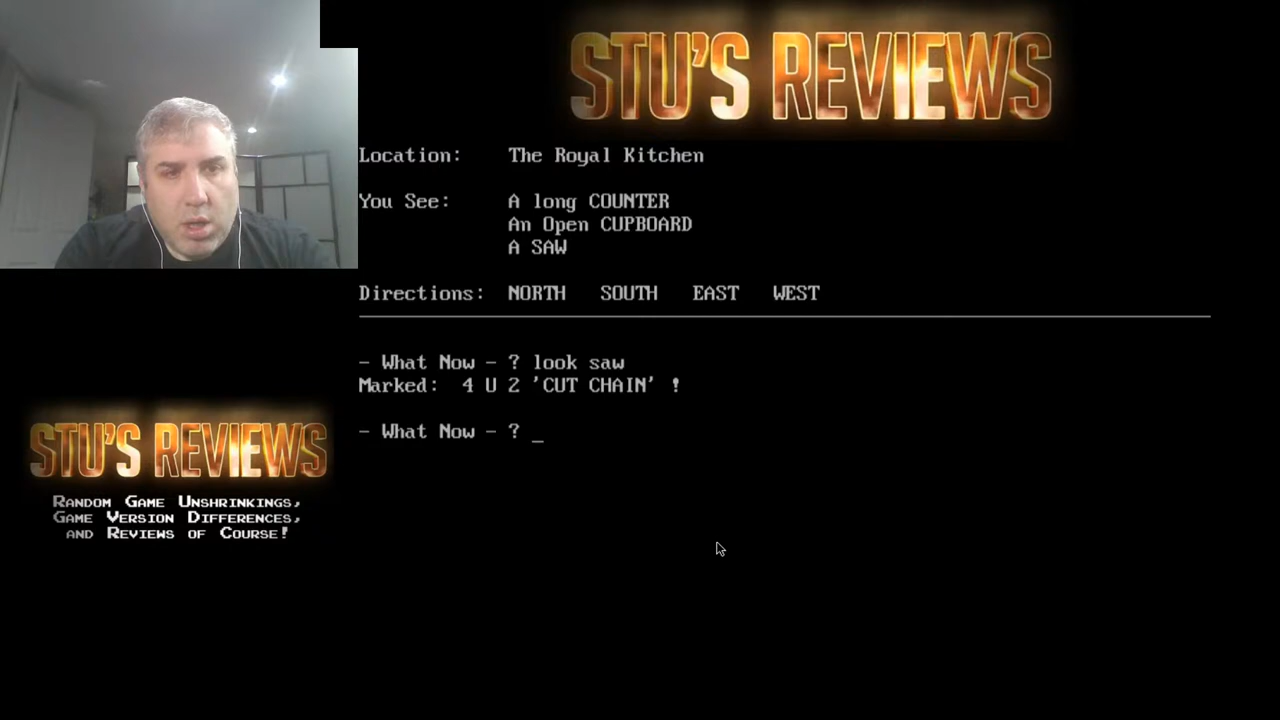 STU'S REVIEWS
Location: The Royal Kitchen
You See: A long COUNTER
An Open CUPBOARD
A SAW
Directions: NORTH SOUTH EAST WEST
- What Now - ? look saw
Marked: 4 U 2 'CUT CHAIN' !
- What Now - ? _
STU'S REVIEWS
RANDOM GAME UNSHRINKINGS,
GAME VERSION DIFFERENCES,
AND REVIEWS OF COURSE!